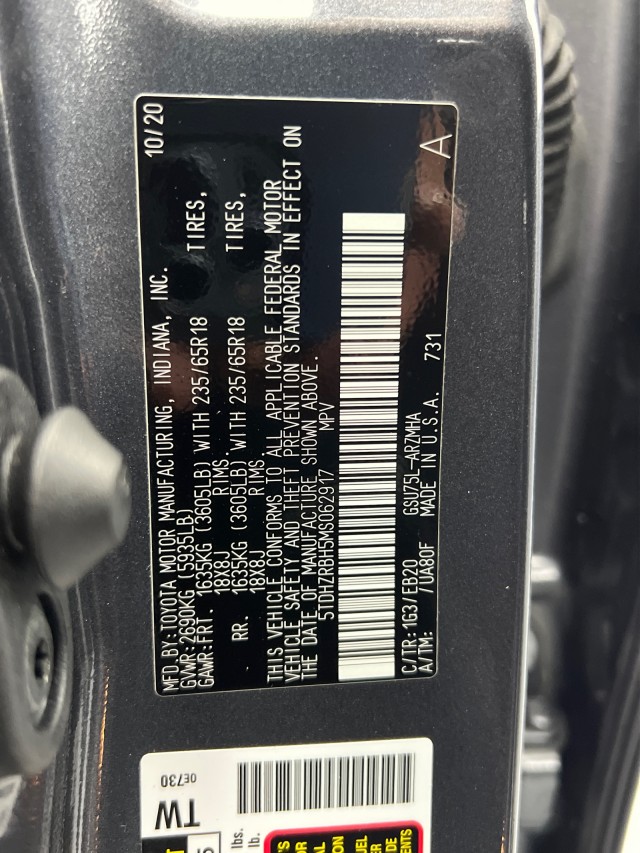 MFD.BY:TOYOTA MOTOR MANUFACTURING, INDIANA, INC. 10/20
GVWR:2690KG (5935LB)
GAWR:FRT. 1635KG (3605LB) WITH 235/65R18 TIRES,
18X8J RIMS.
RR. 1635KG (3605LB) WITH 235/65R18 TIRES,
18X8J RIMS.
THIS VEHICLE CONFORMS TO ALL APPLICABLE FEDERAL MOTOR
VEHICLE SAFETY AND THEFT PREVENTION STANDARDS IN EFFECT ON
THE DATE OF MANUFACTURE SHOWN ABOVE.
5TDHZRBH5MS062917 MPV
C/TR:1G3/EB20 GSU75L-ARZMHA A
A/TM: /UA80F MADE IN U.S.A. 731
0E730
TW
lbs.
lb.